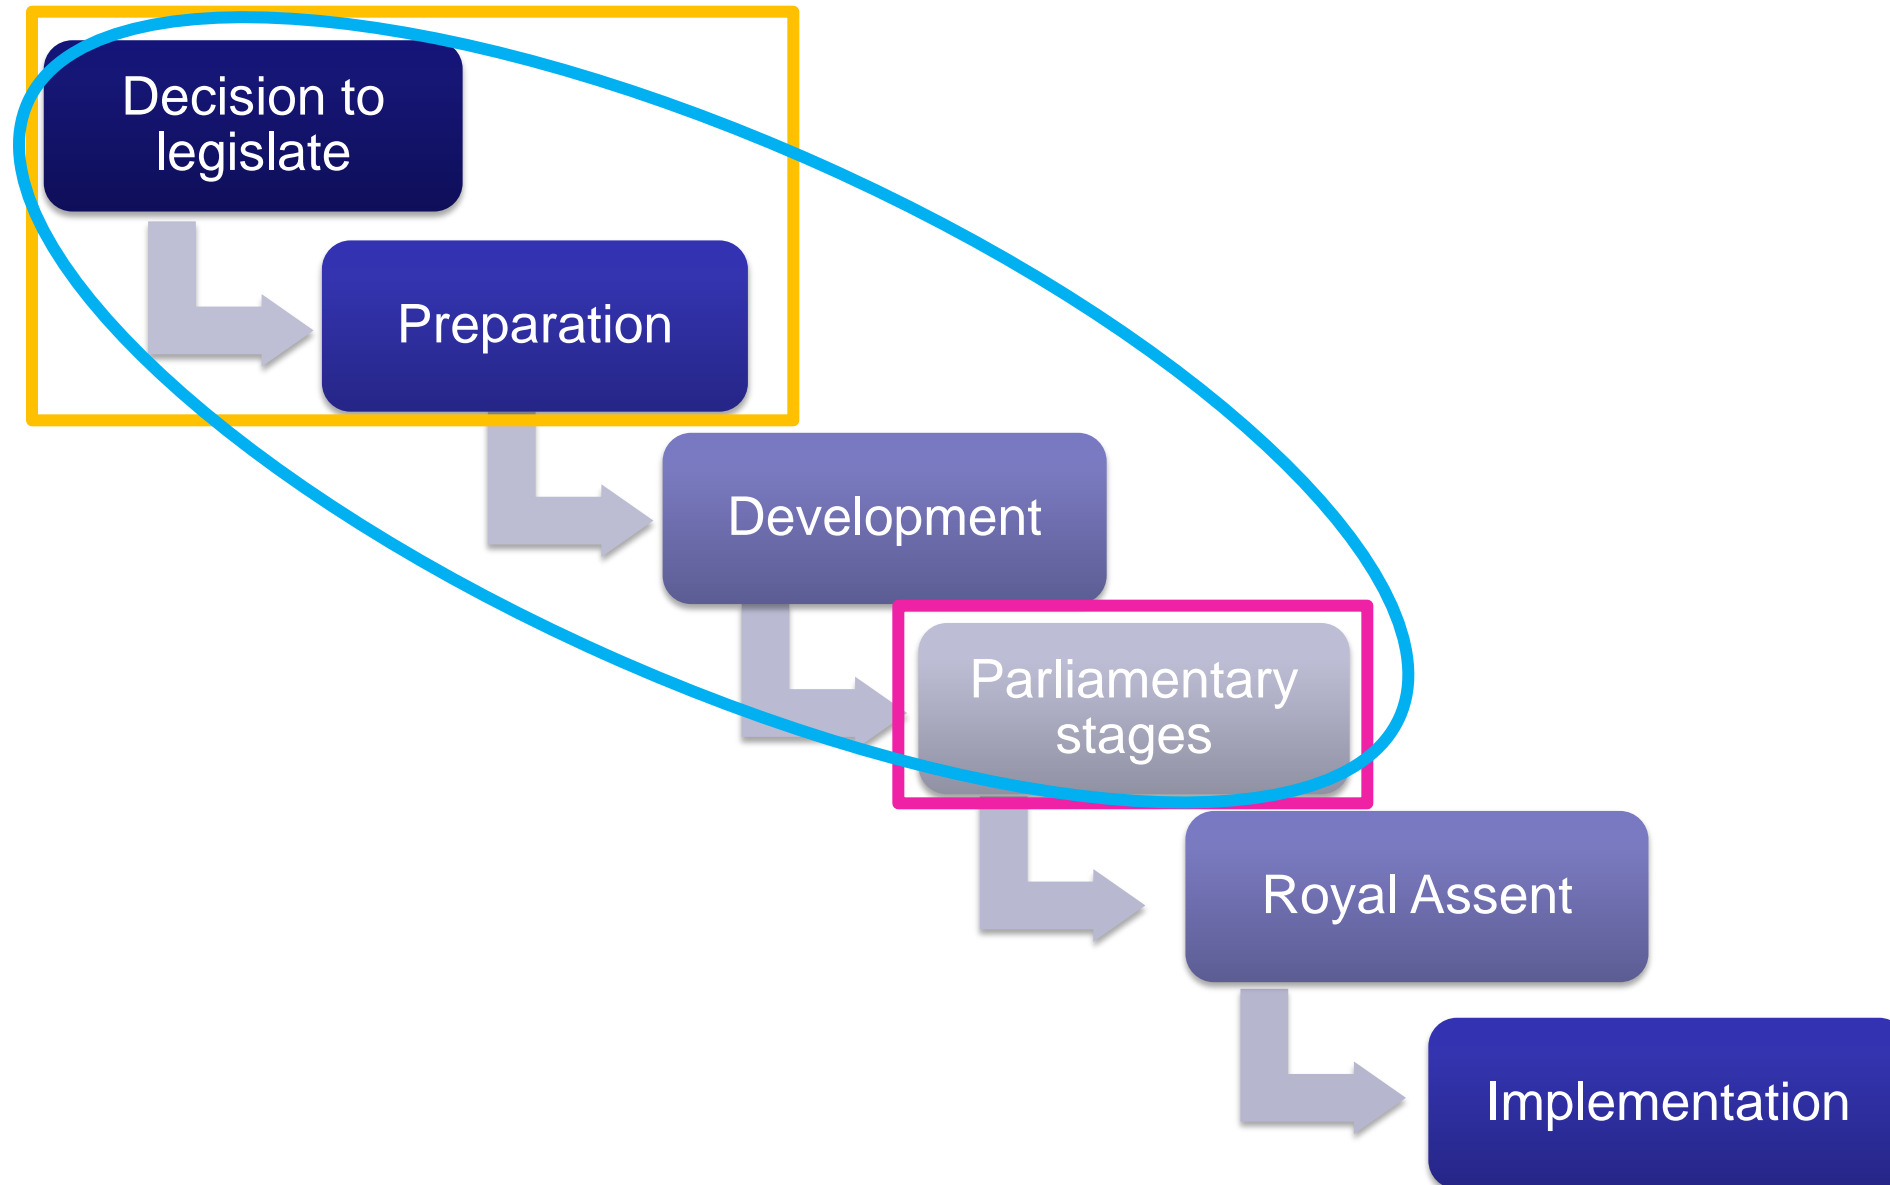 Decision to
legislate
Preparation
Development
Parliamentary
stages
Royal Assent
Implementation